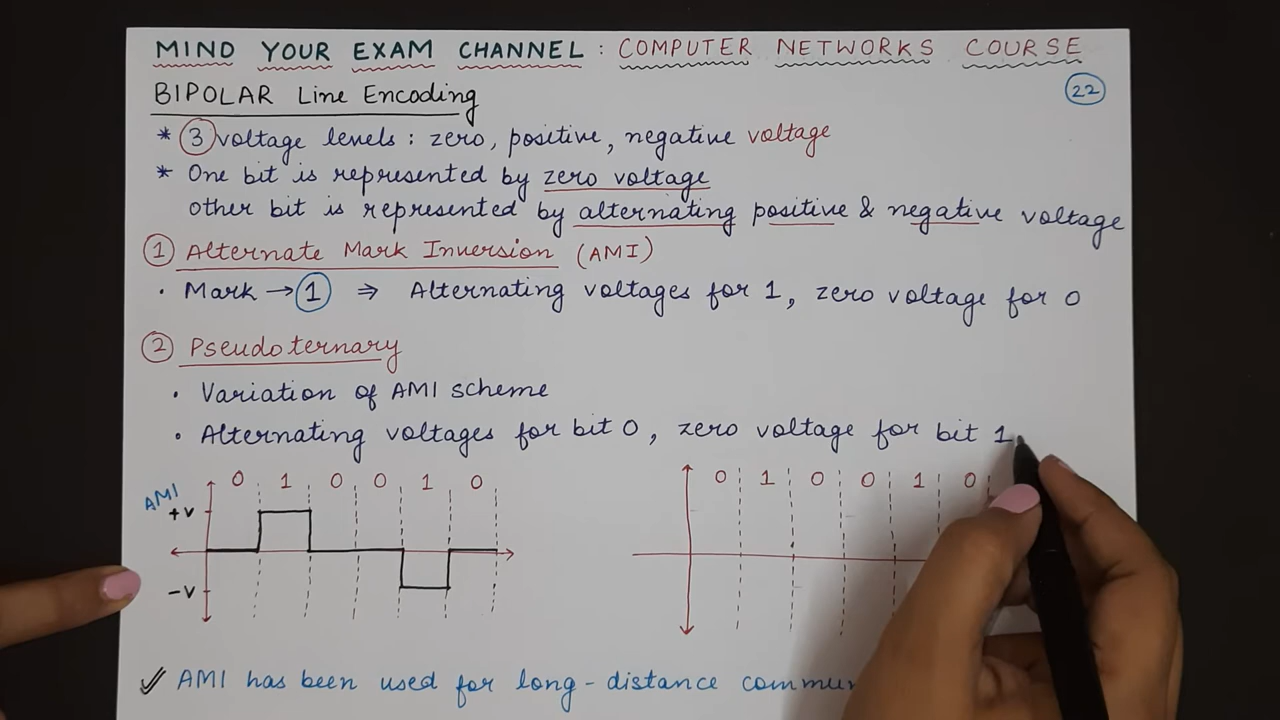 MIND YOUR EXAM CHANNEL : COMPUTER NETWORKS COURSE
BIPOLAR Line Encoding
22
* 3 voltage levels : zero, positive, negative voltage
* One bit is represented by zero voltage
other bit is represented by alternating positive & negative voltage
① Alternate Mark Inversion (AMI)
· Mark → 1 ⇒ Alternating voltages for 1, zero voltage for 0
② Pseudoternary
· Variation of AMI scheme
· Alternating voltages for bit 0, zero voltage for bit 1
AMI
0 1 0 0 1 0
+V
-V
0 1 0 0 1 0
✓ AMI has been used for long-distance